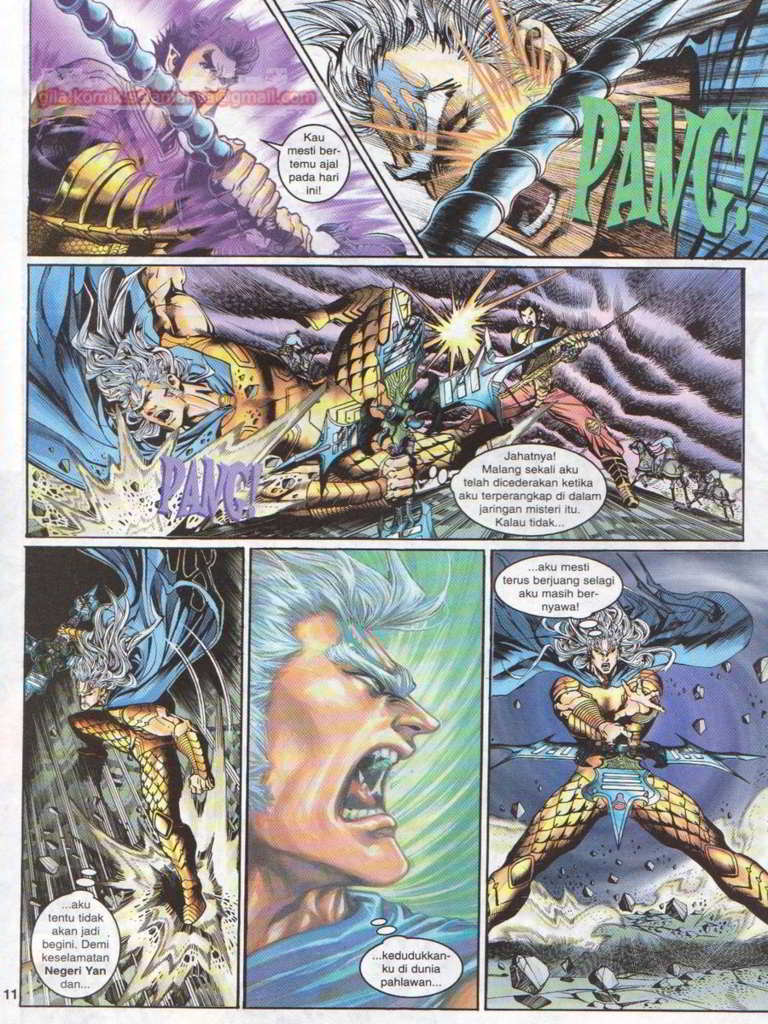 Kau
mesti ber-
temu ajal
pada hari
ini!
PANG!
PANG!
Jahatnya!
Malang sekali aku
telah dicederakan ketika
aku terperangkap di dalam
jaringan misteri itu.
Kalau tidak...
...aku
tentu tidak
akan jadi
begini. Demi
keselamatan
Negeri Yan
dan...
...kedudukkan-
ku di dunia
pahlawan...
...aku mesti
terus berjuang selagi
aku masih ber-
nyawa!
11